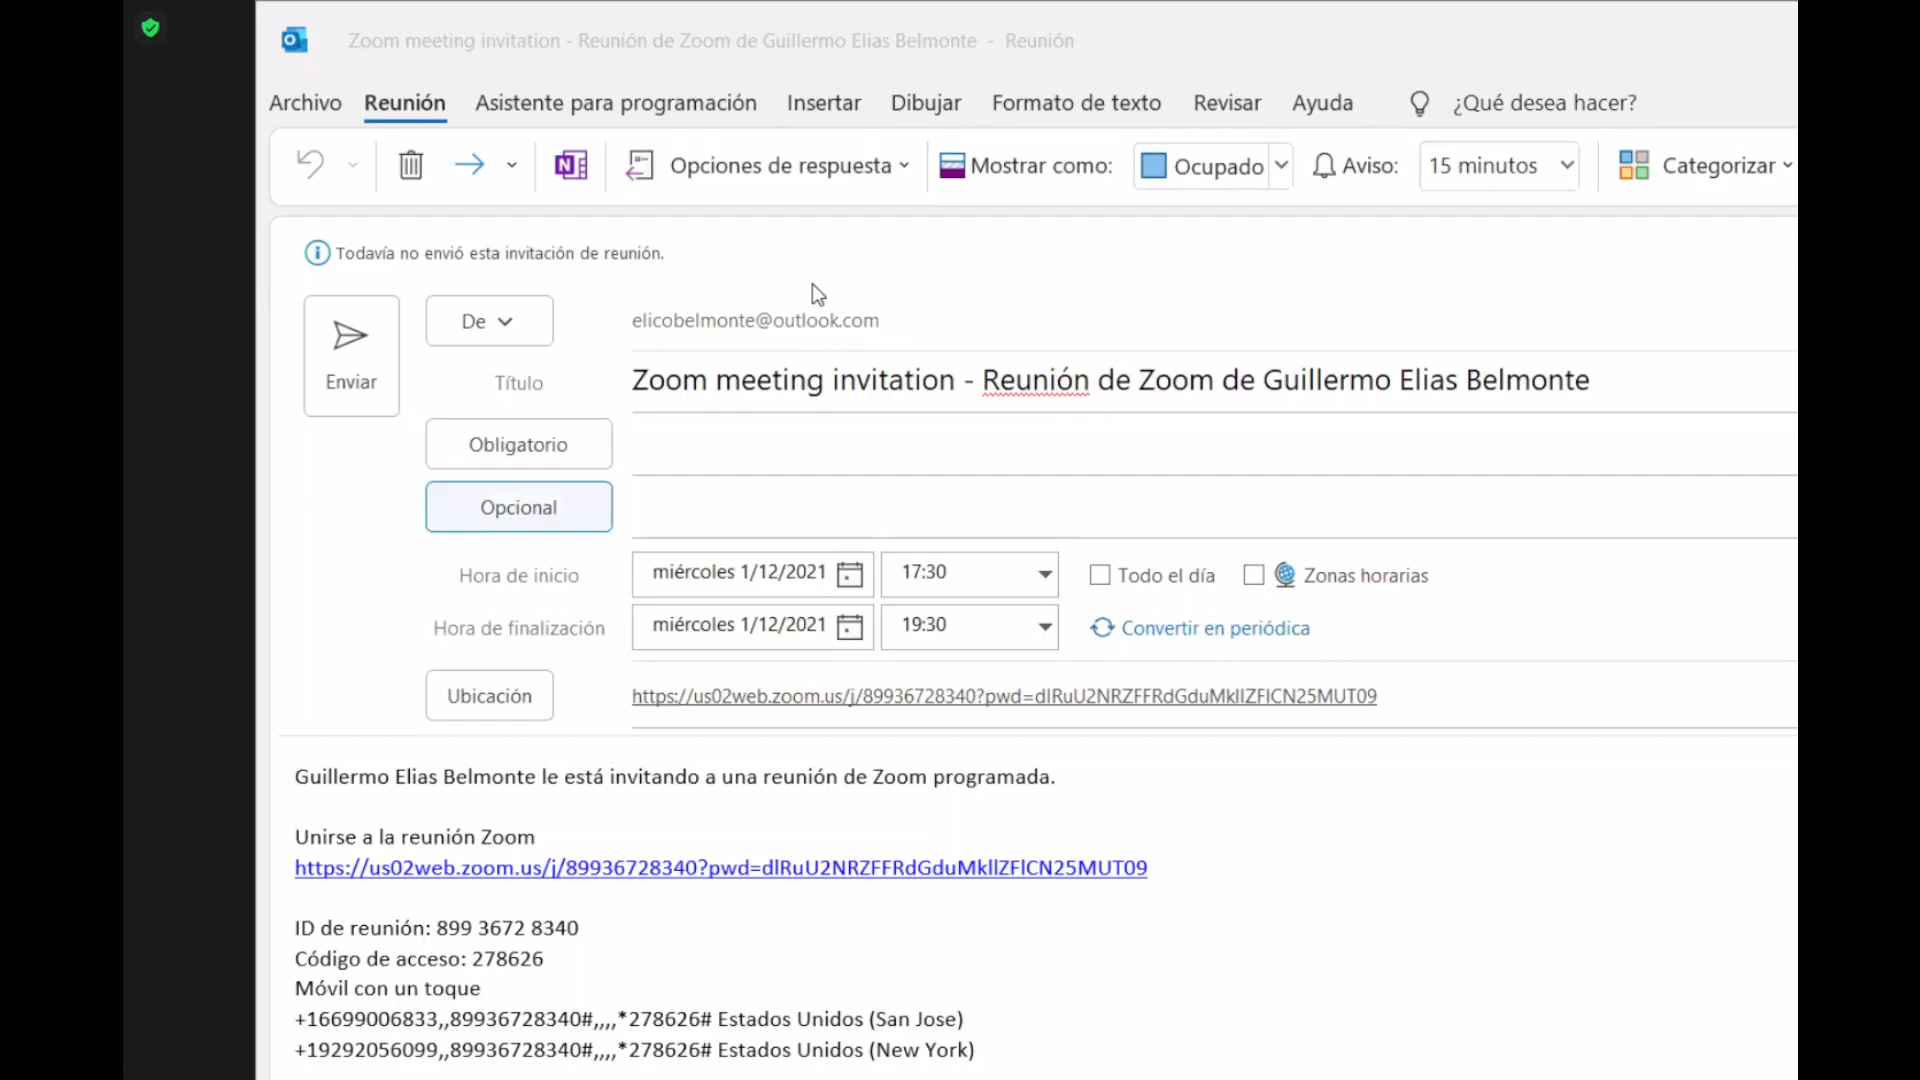 Zoom meeting invitation - Reunión de Zoom de Guillermo Elias Belmonte - Reunión
Archivo Reunión Asistente para programación Insertar Dibujar Formato de texto Revisar Ayuda ¿Qué desea hacer?
Opciones de respuesta Mostrar como: Ocupado Aviso: 15 minutos Categorizar
Todavía no envió esta invitación de reunión.
De elicobelmonte@outlook.com
Enviar
Título Zoom meeting invitation - Reunión de Zoom de Guillermo Elias Belmonte
Obligatorio
Opcional
Hora de inicio miércoles 1/12/2021 17:30 Todo el día Zonas horarias
Hora de finalización miércoles 1/12/2021 19:30 Convertir en periódica
Ubicación https://us02web.zoom.us/j/89936728340?pwd=dlRuU2NRZFFRdGduMkllZFlCN25MUT09
Guillermo Elias Belmonte le está invitando a una reunión de Zoom programada.
Unirse a la reunión Zoom
https://us02web.zoom.us/j/89936728340?pwd=dlRuU2NRZFFRdGduMkllZFlCN25MUT09
ID de reunión: 899 3672 8340
Código de acceso: 278626
Móvil con un toque
+16699006833,,89936728340#,,,,*278626# Estados Unidos (San Jose)
+19292056099,,89936728340#,,,,*278626# Estados Unidos (New York)